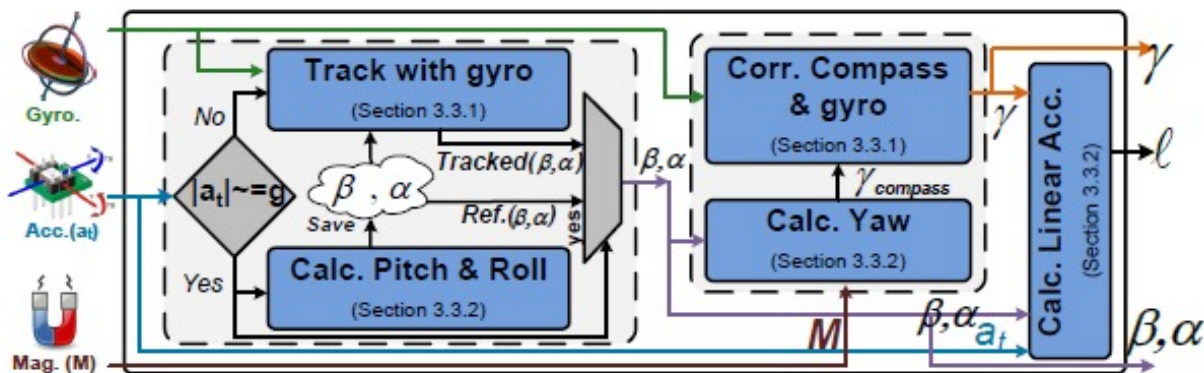 Gyro.
Acc.(aₜ)
Mag. (M)
Track with gyro
(Section 3.3.1)
No
|aₜ|~=g
Yes
β , α
Save
Calc. Pitch & Roll
(Section 3.3.2)
Tracked(β,α)
Ref.(β,α)
yes
β,α
Corr. Compass
& gyro
(Section 3.3.1)
γcompass
Calc. Yaw
(Section 3.3.2)
M
γ
Calc. Linear Acc.
(Section 3.3.2)
β,α
aₜ
γ
ℓ
β,α